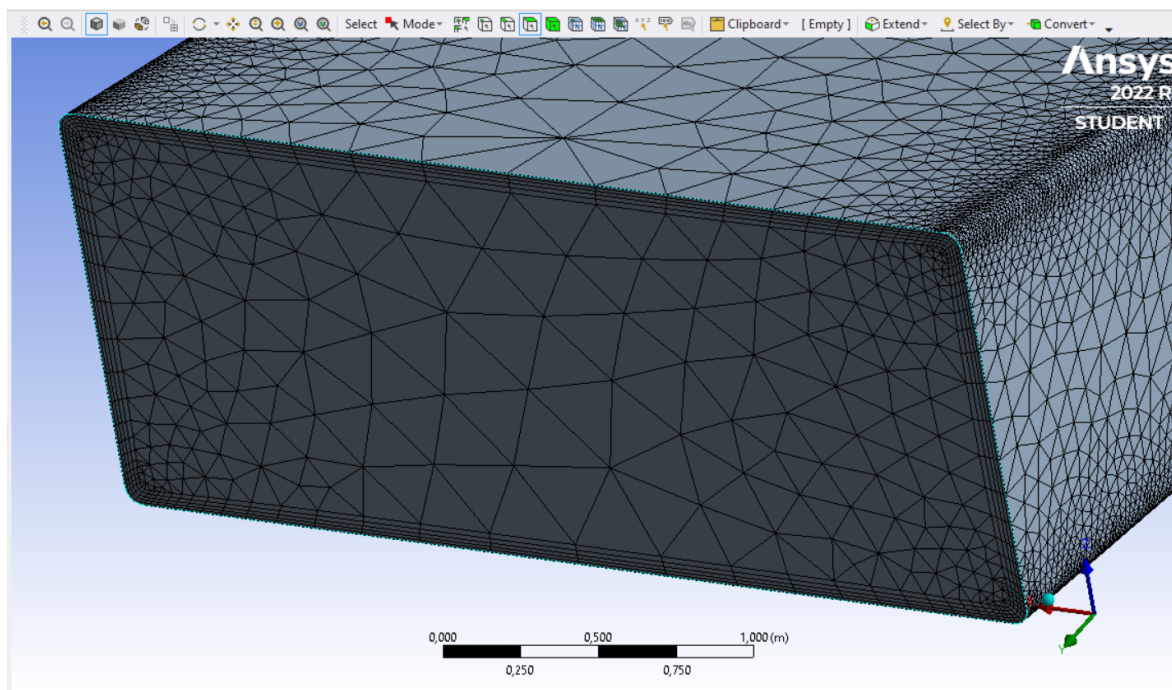 Select Mode Clipboard [ Empty ] Extend Select By Convert
Ansys
2022 R
STUDENT
0,000 0,500 1,000 (m)
0,250 0,750